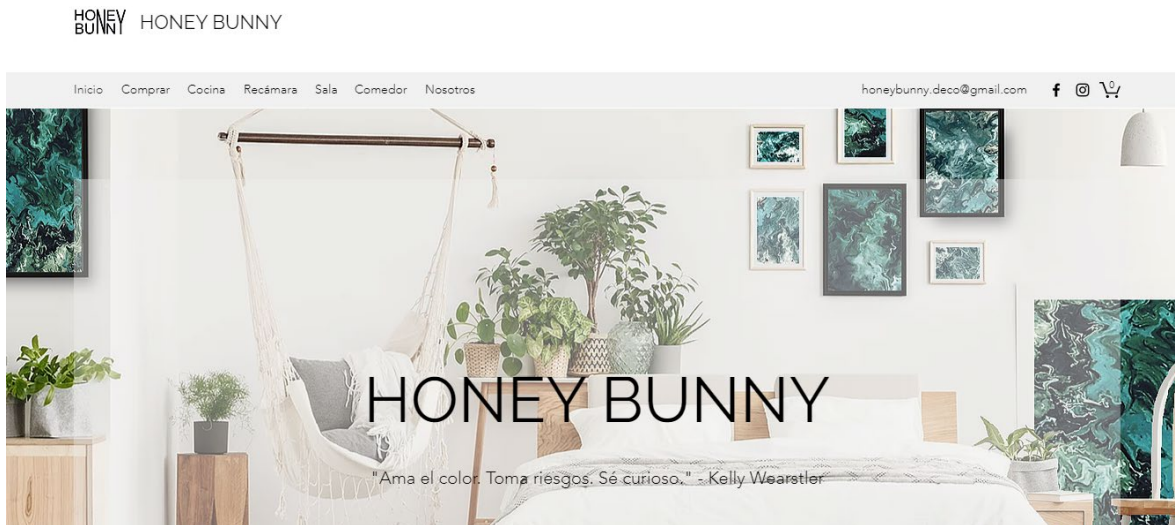 HONEY
BUNNY
HONEY BUNNY
Inicio Comprar Cocina Recámara Sala Comedor Nosotros
honeybunny.deco@gmail.com
0
HONEY BUNNY
"Ama el color. Toma riesgos. Sé curioso." - Kelly Wearstler